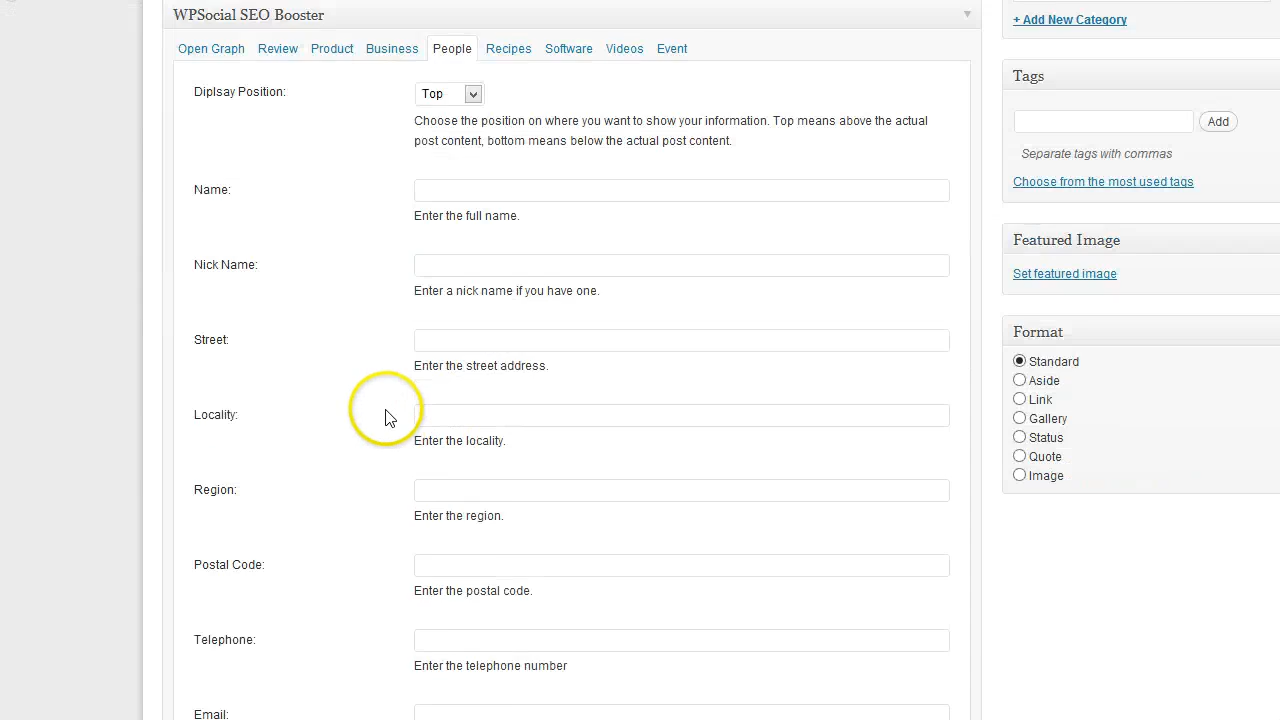 WPSocial SEO Booster
Open Graph Review Product Business People Recipes Software Videos Event
Diplsay Position:
Top
Choose the position on where you want to show your information. Top means above the actual
post content, bottom means below the actual post content.
Name:
Enter the full name.
Nick Name:
Enter a nick name if you have one.
Street:
Enter the street address.
Locality:
Enter the locality.
Region:
Enter the region.
Postal Code:
Enter the postal code.
Telephone:
Enter the telephone number
Email:
+ Add New Category
Tags
Add
Separate tags with commas
Choose from the most used tags
Featured Image
Set featured image
Format
Standard
Aside
Link
Gallery
Status
Quote
Image